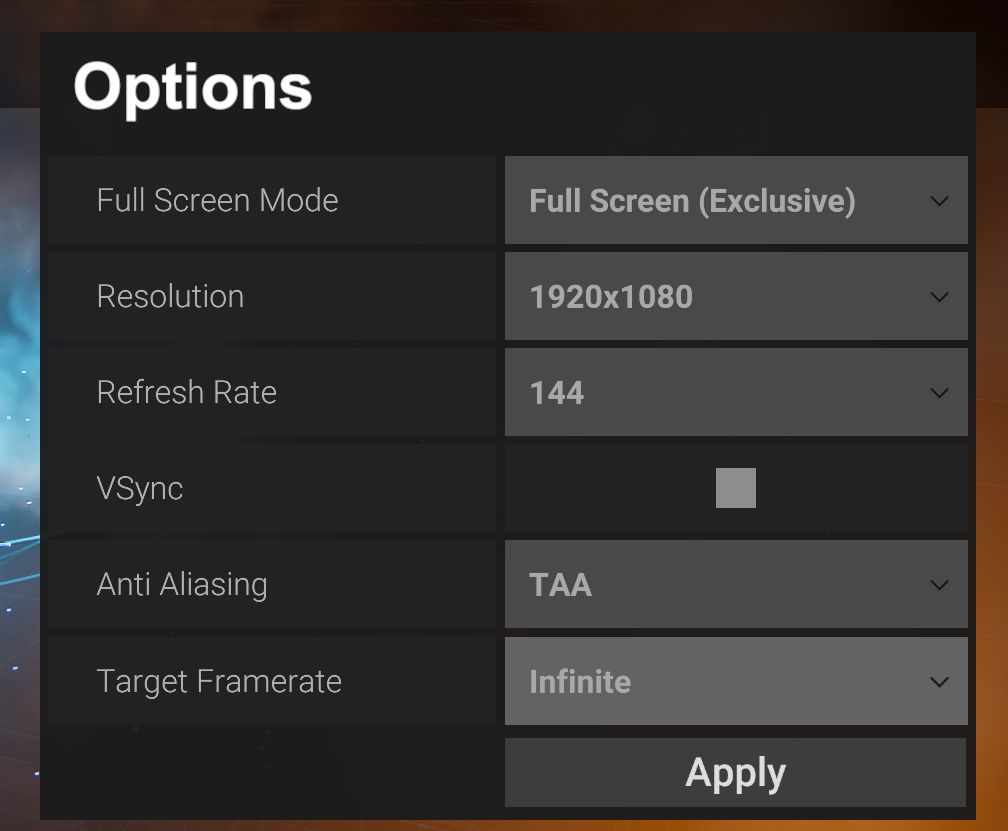 Options
Full Screen Mode
Full Screen (Exclusive)
Resolution
1920x1080
Refresh Rate
144
VSync
Anti Aliasing
TAA
Target Framerate
Infinite
Apply